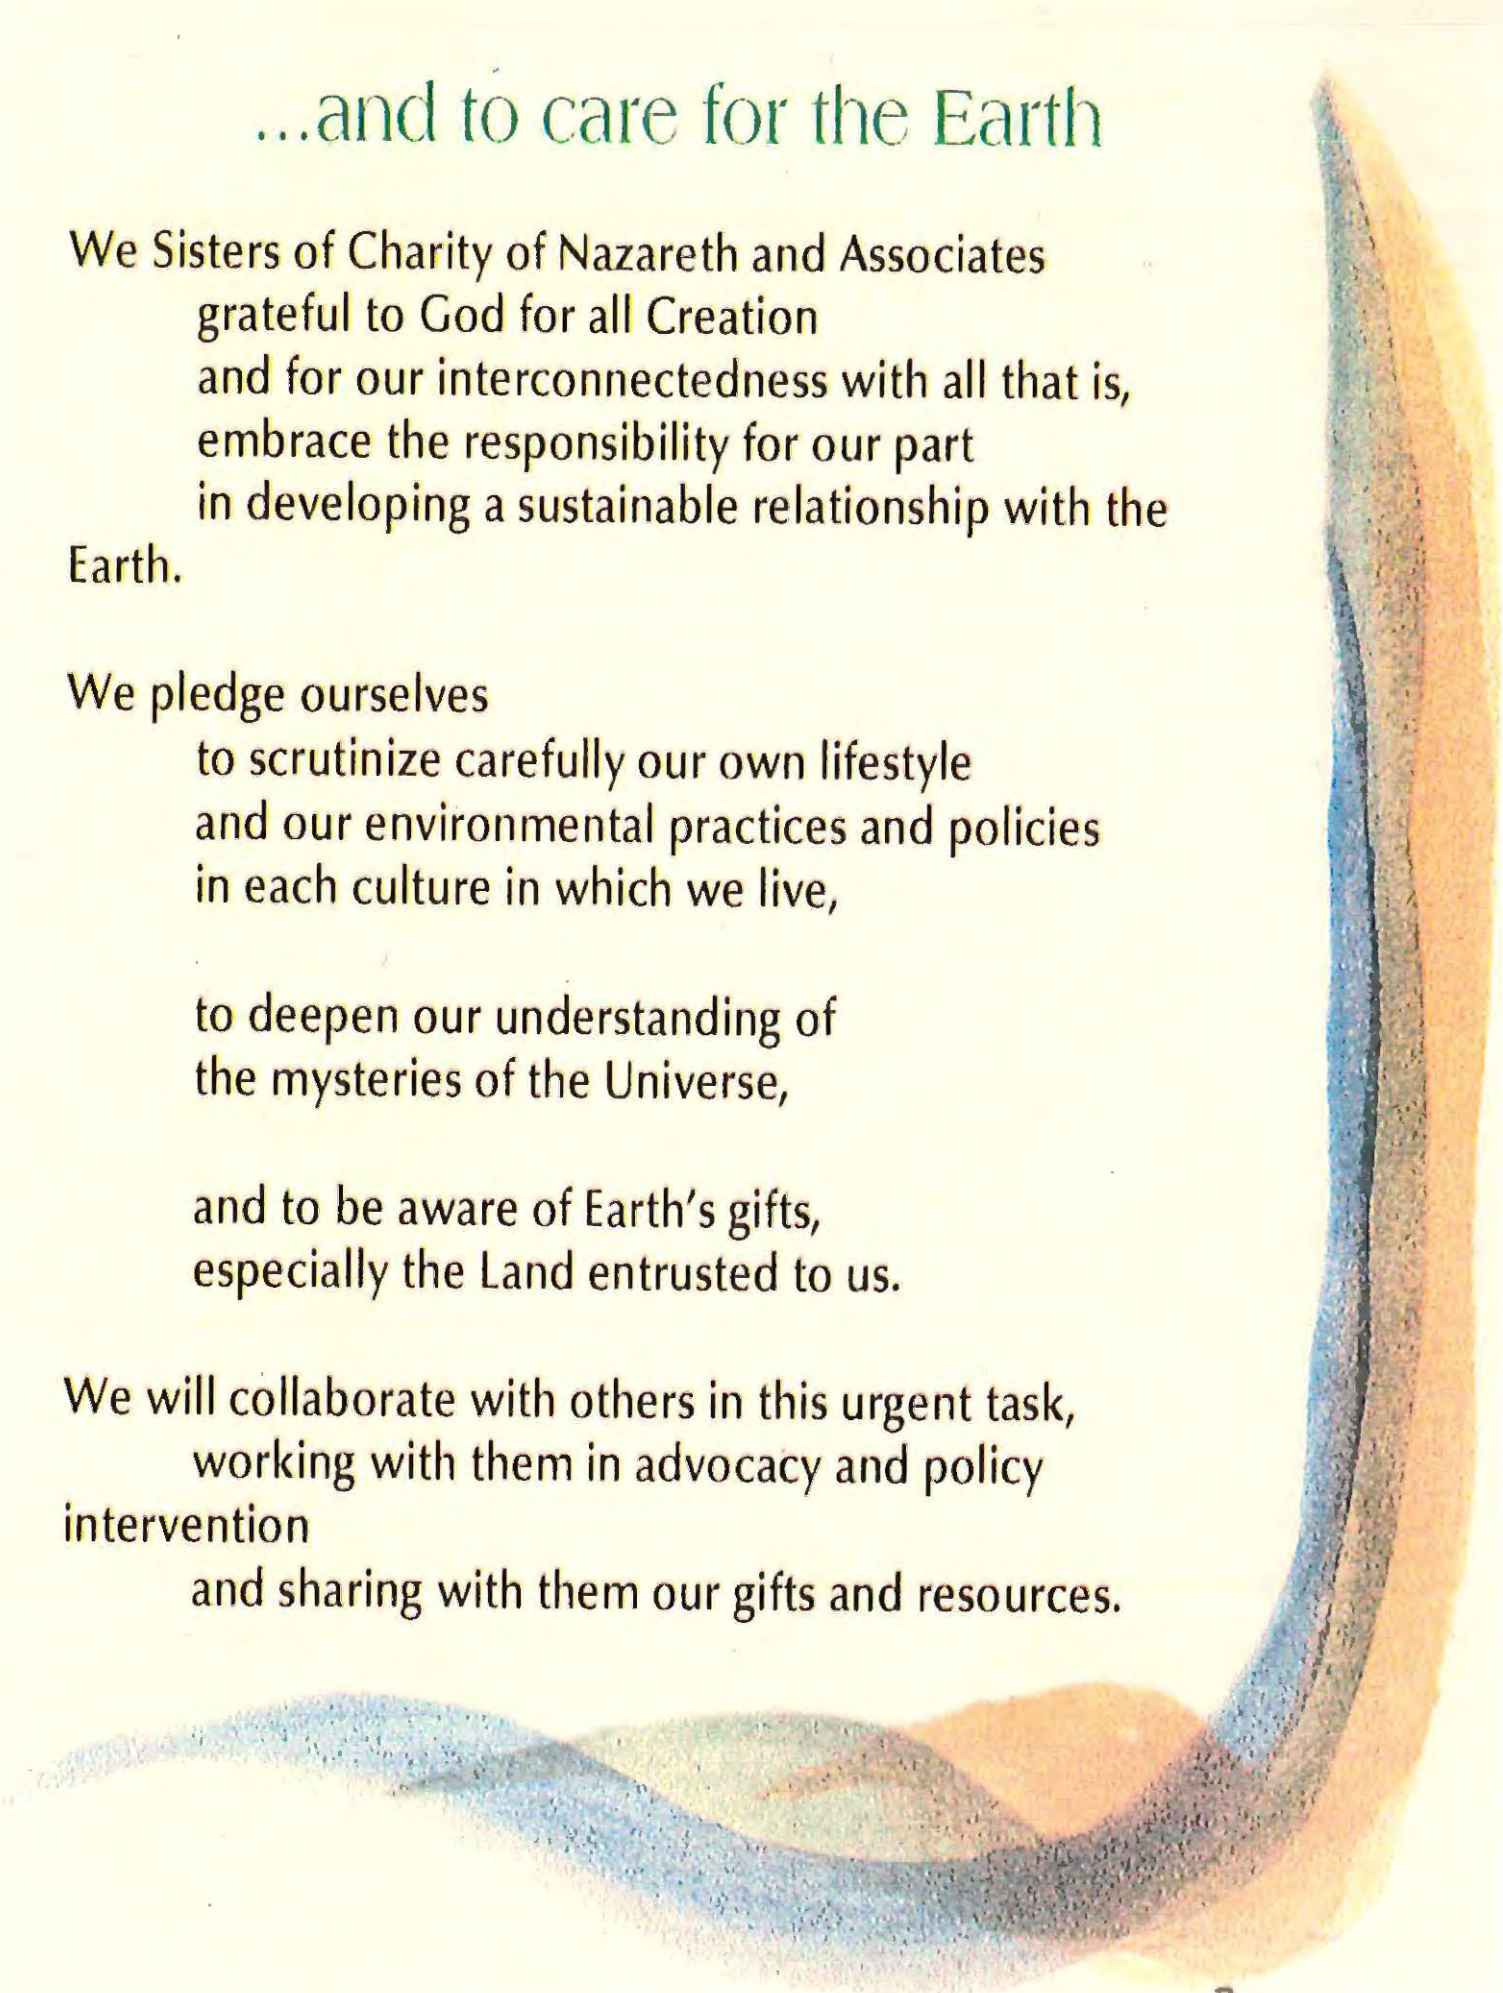 ...and to care for the Earth
We Sisters of Charity of Nazareth and Associates
grateful to God for all Creation
and for our interconnectedness with all that is,
embrace the responsibility for our part
in developing a sustainable relationship with the
Earth.
We pledge ourselves
to scrutinize carefully our own lifestyle
and our environmental practices and policies
in each culture in which we live,
to deepen our understanding of
the mysteries of the Universe,
and to be aware of Earth's gifts,
especially the Land entrusted to us.
We will collaborate with others in this urgent task,
working with them in advocacy and policy
intervention
and sharing with them our gifts and resources.